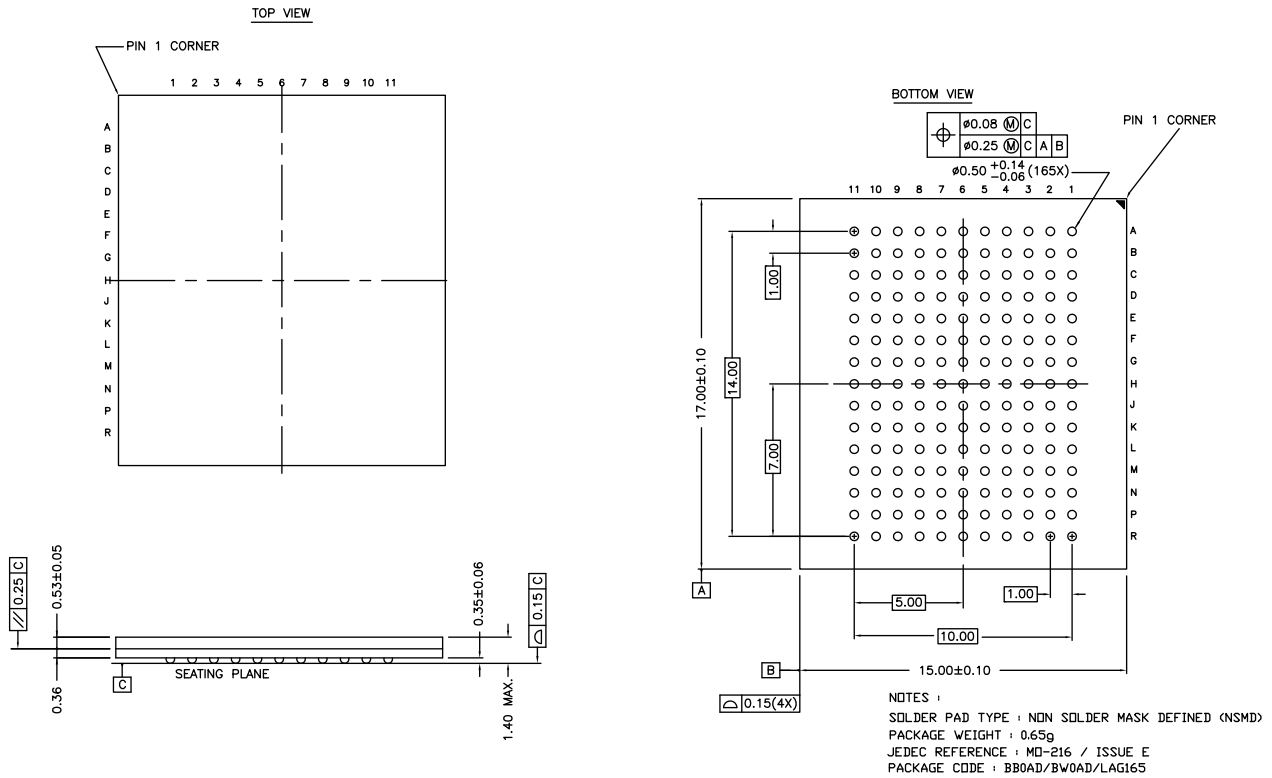 TOP VIEW
PIN 1 CORNER
1 2 3 4 5 6 7 8 9 10 11
A
B
C
D
E
F
G
H
J
K
L
M
N
P
R
BOTTOM VIEW
PIN 1 CORNER
⌀0.08 Ⓜ C
⌀0.25 Ⓜ C A B
⌀0.50 +0.14 -0.06 (165X)
11 10 9 8 7 6 5 4 3 2 1
A
B
C
D
E
F
G
H
J
K
L
M
N
P
R
1.00
17.00±0.10
14.00
7.00
A
5.00
1.00
10.00
B
15.00±0.10
0.15(4X)
// 0.25 C
0.53±0.05
0.36
C
SEATING PLANE
0.35±0.06
1.40 MAX.
0.15 C
NOTES :
SOLDER PAD TYPE : NON SOLDER MASK DEFINED (NSMD)
PACKAGE WEIGHT : 0.65g
JEDEC REFERENCE : MO-216 / ISSUE E
PACKAGE CODE : BB0AD/BW0AD/LAG165